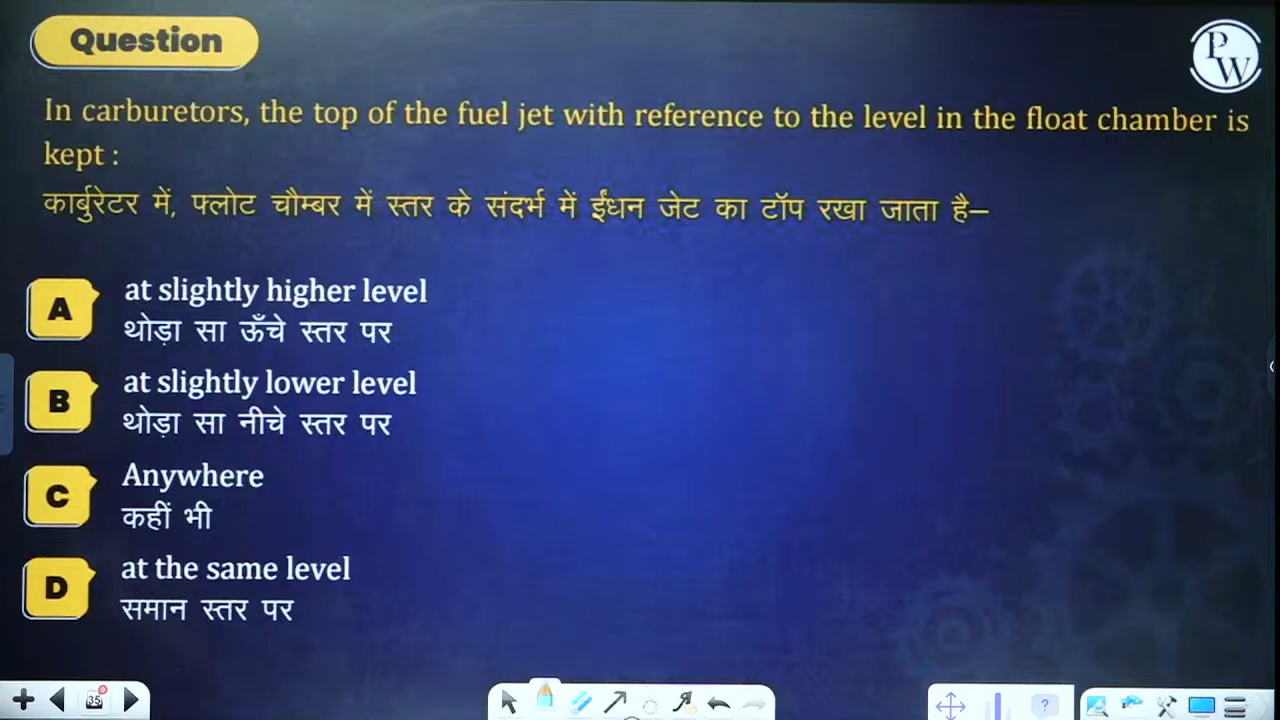 Question
PW
In carburetors, the top of the fuel jet with reference to the level in the float chamber is
kept :
कार्बुरेटर में, फ्लोट चौम्बर में स्तर के संदर्भ में ईंधन जेट का टॉप रखा जाता है–
A
at slightly higher level
थोड़ा सा ऊँचे स्तर पर
B
at slightly lower level
थोड़ा सा नीचे स्तर पर
C
Anywhere
कहीं भी
D
at the same level
समान स्तर पर
35
0
?